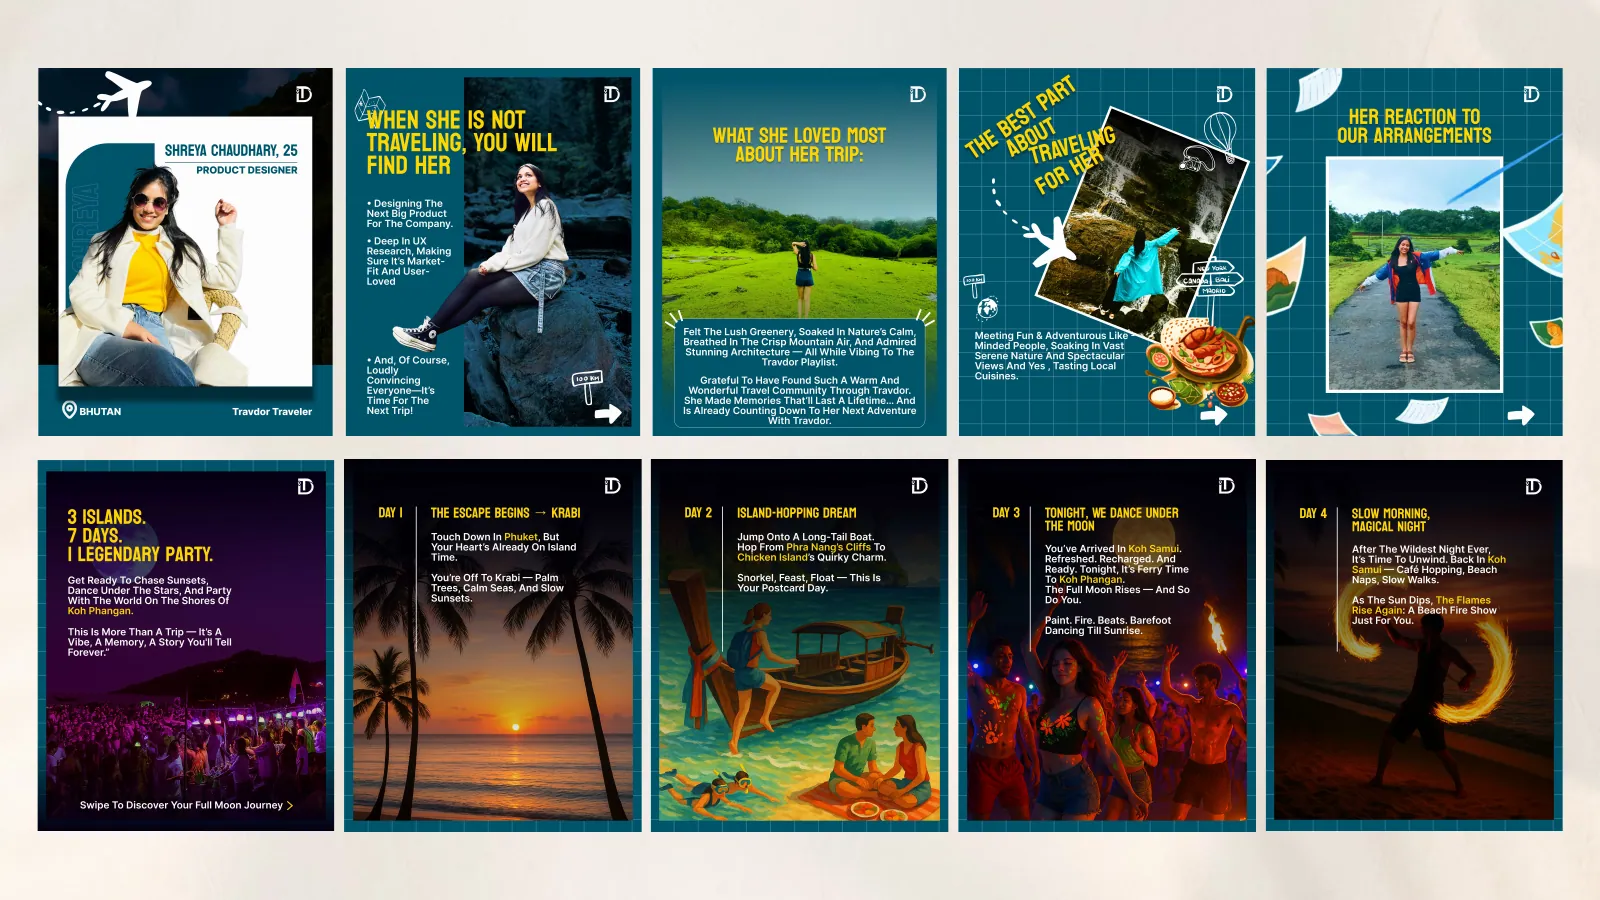 SHREYA
SHREYA CHAUDHARY, 25
PRODUCT DESIGNER
BHUTAN
Travdor Traveler
WHEN SHE IS NOT
TRAVELING, YOU WILL
FIND HER
• Designing The
Next Big Product
For The Company.
• Deep In UX
Research, Making
Sure It's Market-
Fit And User-
Loved
• And, Of Course,
Loudly
Convincing
Everyone—It's
Time For The
Next Trip!
100 KM
WHAT SHE LOVED MOST
ABOUT HER TRIP:
Felt The Lush Greenery, Soaked In Nature's Calm,
Breathed In The Crisp Mountain Air, And Admired
Stunning Architecture — All While Vibing To The
Travdor Playlist.
Grateful To Have Found Such A Warm And
Wonderful Travel Community Through Travdor.
She Made Memories That'll Last A Lifetime... And
Is Already Counting Down To Her Next Adventure
With Travdor.
THE BEST PART
ABOUT
TRAVELING
FOR HER
NEW YORK
CANADA
BALI
MADRID
100 KM
Meeting Fun & Adventurous Like-
Minded People, Soaking In Vast
Serene Nature And Spectacular
Views And Yes , Tasting Local
Cuisines.
HER REACTION TO
OUR ARRANGEMENTS
3 ISLANDS.
7 DAYS.
1 LEGENDARY PARTY.
Get Ready To Chase Sunsets,
Dance Under The Stars, And Party
With The World On The Shores Of
Koh Phangan.
This Is More Than A Trip — It's A
Vibe, A Memory, A Story You'll Tell
Forever."
Swipe To Discover Your Full Moon Journey >
DAY 1
THE ESCAPE BEGINS → KRABI
Touch Down In Phuket, But
Your Heart's Already On Island
Time.
You're Off To Krabi — Palm
Trees, Calm Seas, And Slow
Sunsets.
DAY 2
ISLAND-HOPPING DREAM
Jump Onto A Long-Tail Boat.
Hop From Phra Nang's Cliffs To
Chicken Island's Quirky Charm.
Snorkel, Feast, Float — This Is
Your Postcard Day.
DAY 3
TONIGHT, WE DANCE UNDER
THE MOON
You've Arrived In Koh Samui.
Refreshed. Recharged. And
Ready. Tonight, It's Ferry Time
To Koh Phangan.
The Full Moon Rises — And So
Do You.
Paint. Fire. Beats. Barefoot
Dancing Till Sunrise.
DAY 4
SLOW MORNING,
MAGICAL NIGHT
After The Wildest Night Ever,
It's Time To Unwind. Back In Koh
Samui — Café Hopping, Beach
Naps, Slow Walks.
As The Sun Dips, The Flames
Rise Again: A Beach Fire Show
Just For You.